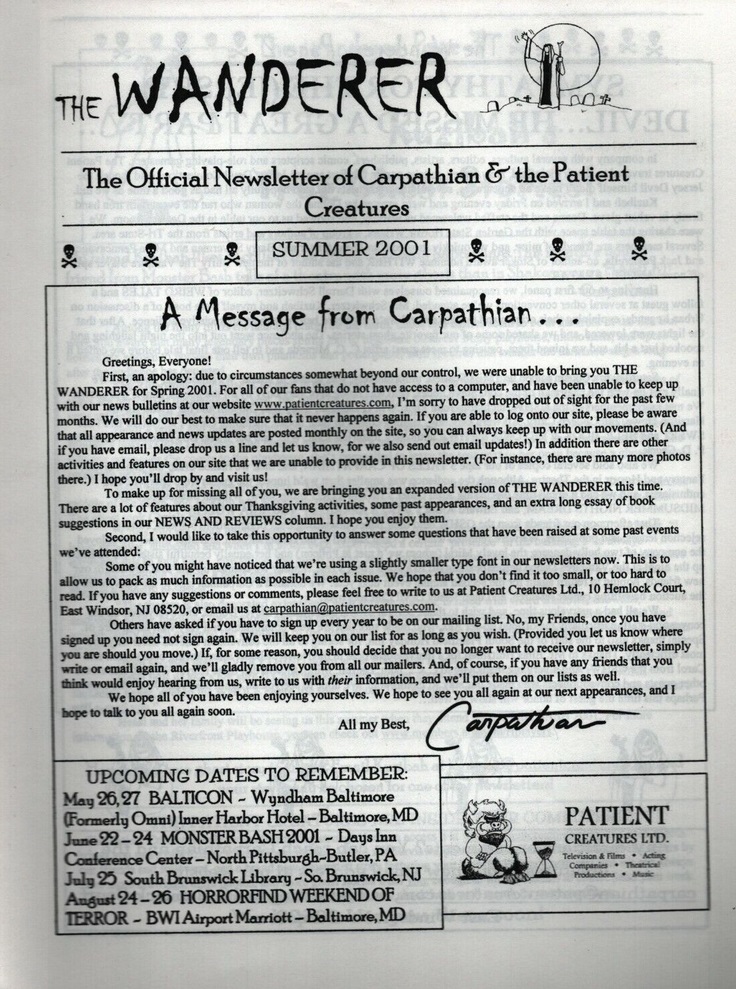 THE WANDERER
The Official Newsletter of Carpathian & the Patient
Creatures
SUMMER 2001
A Message from Carpathian...
Greetings, Everyone!
First, an apology: due to circumstances somewhat beyond our control, we were unable to bring you THE
WANDERER for Spring 2001. For all of our fans that do not have access to a computer, and have been unable to keep up
with our news bulletins at our website www.patientcreatures.com, I'm sorry to have dropped out of sight for the past few
months. We will do our best to make sure that it never happens again. If you are able to log onto our site, please be aware
that all appearance and news updates are posted monthly on the site, so you can always keep up with our movements. (And
if you have email, please drop us a line and let us know, for we also send out email updates!) In addition there are other
activities and features on our site that we are unable to provide in this newsletter. (For instance, there are many more photos
there.) I hope you'll drop by and visit us!
To make up for missing all of you, we are bringing you an expanded version of THE WANDERER this time.
There are a lot of features about our Thanksgiving activities, some past appearances, and an extra long essay of book
suggestions in our NEWS AND REVIEWS column. I hope you enjoy them.
Second, I would like to take this opportunity to answer some questions that have been raised at some past events
we've attended:
Some of you might have noticed that we're using a slightly smaller type font in our newsletters now. This is to
allow us to pack as much information as possible in each issue. We hope that you don't find it too small, or too hard to
read. If you have any suggestions or comments, please feel free to write to us at Patient Creatures Ltd., 10 Hemlock Court,
East Windsor, NJ 08520, or email us at carpathian@patientcreatures.com.
Others have asked if you have to sign up every year to be on our mailing list. No, my Friends, once you have
signed up you need not sign again. We will keep you on our list for as long as you wish. (Provided you let us know where
you are should you move.) If, for some reason, you should decide that you no longer want to receive our newsletter, simply
write or email again, and we'll gladly remove you from all our mailers. And, of course, if you have any friends that you
think would enjoy hearing from us, write to us with their information, and we'll put them on our lists as well.
We hope all of you have been enjoying yourselves. We hope to see you all again at our next appearances, and I
hope to talk to you all again soon.
All my Best, Carpathian
UPCOMING DATES TO REMEMBER:
May 26,27 BALTICON ~ Wyndham Baltimore
(Formerly Omni) Inner Harbor Hotel – Baltimore, MD
June 22 – 24 MONSTER BASH 2001 ~ Days Inn
Conference Center – North Pittsburgh~Butler, PA
July 25 South Brunswick Library ~ So. Brunswick, NJ
August 24 – 26 HORRORFIND WEEKEND OF
TERROR ~ BWI Airport Marriott – Baltimore, MD
PATIENT
CREATURES LTD.
Television & Films • Acting
Companies • Theatrical
Productions • Music